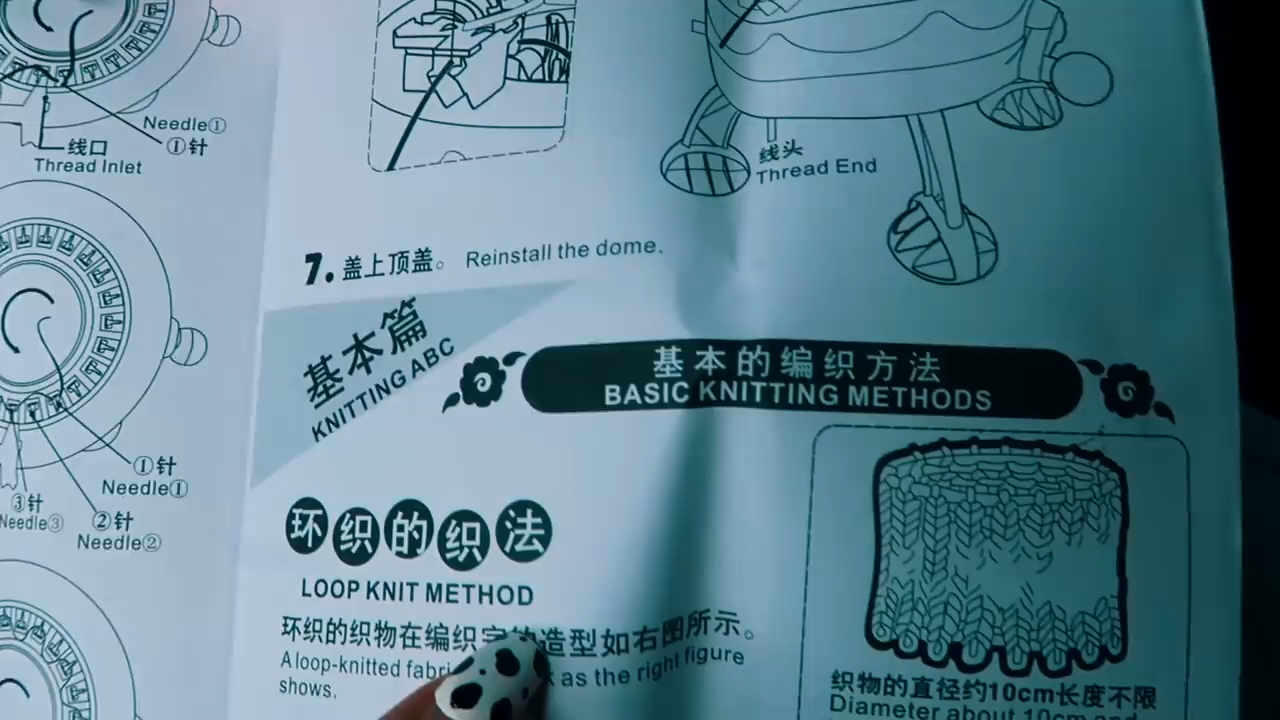 Needle①
①针
线口
Thread Inlet
①针
Needle①
③针
Needle③
②针
Needle②
线头
Thread End
7.盖上顶盖。 Reinstall the dome.
基本篇
KNITTING ABC
基本的编织方法
BASIC KNITTING METHODS
环织的织法
LOOP KNIT METHOD
环织的织物在编织完的造型如右图所示。
A loop-knitted as the right figure
shows.
织物的直径约10cm长度不限
Diameter about 10cm and